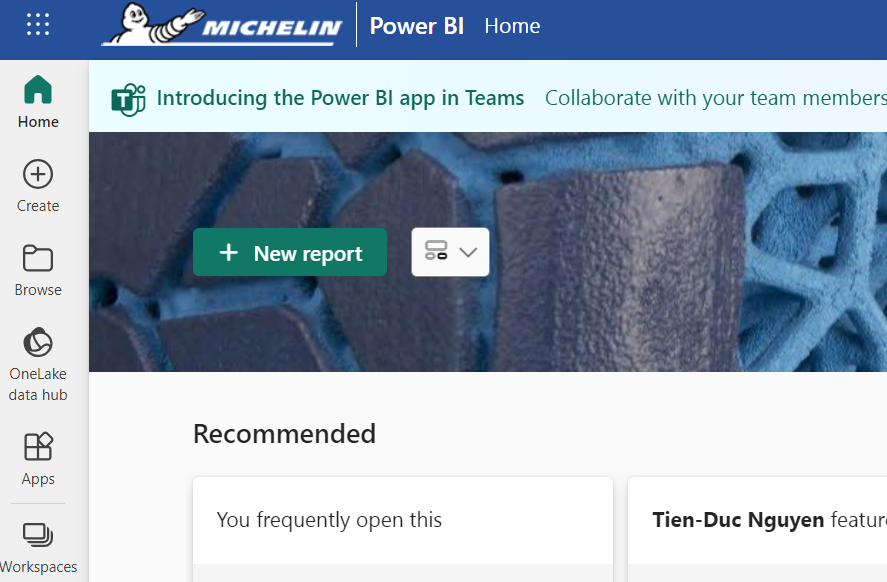 MICHELIN Power BI Home
Introducing the Power BI app in Teams Collaborate with your team members
Home
Create
New report
Browse
OneLake
data hub
Recommended
Apps
You frequently open this
Tien-Duc Nguyen
Workspaces